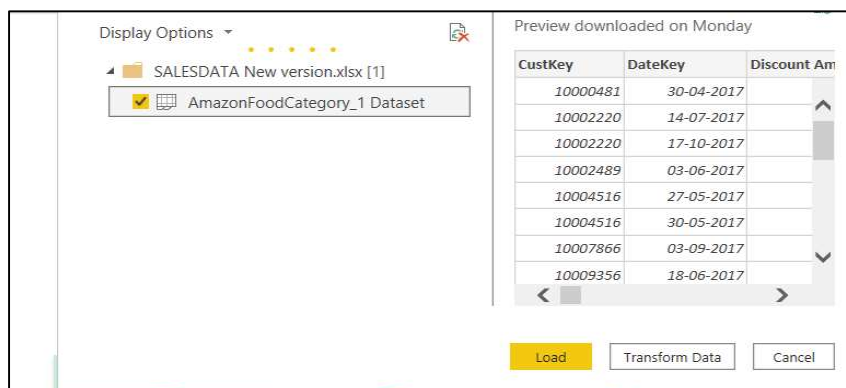 Display Options
SALESDATA New version.xlsx [1]
AmazonFoodCategory_1 Dataset
Preview downloaded on Monday
CustKey DateKey Discount Am
10000481 30-04-2017
10002220 14-07-2017
10002220 17-10-2017
10002489 03-06-2017
10004516 27-05-2017
10004516 30-05-2017
10007866 03-09-2017
10009356 18-06-2017
Load Transform Data Cancel